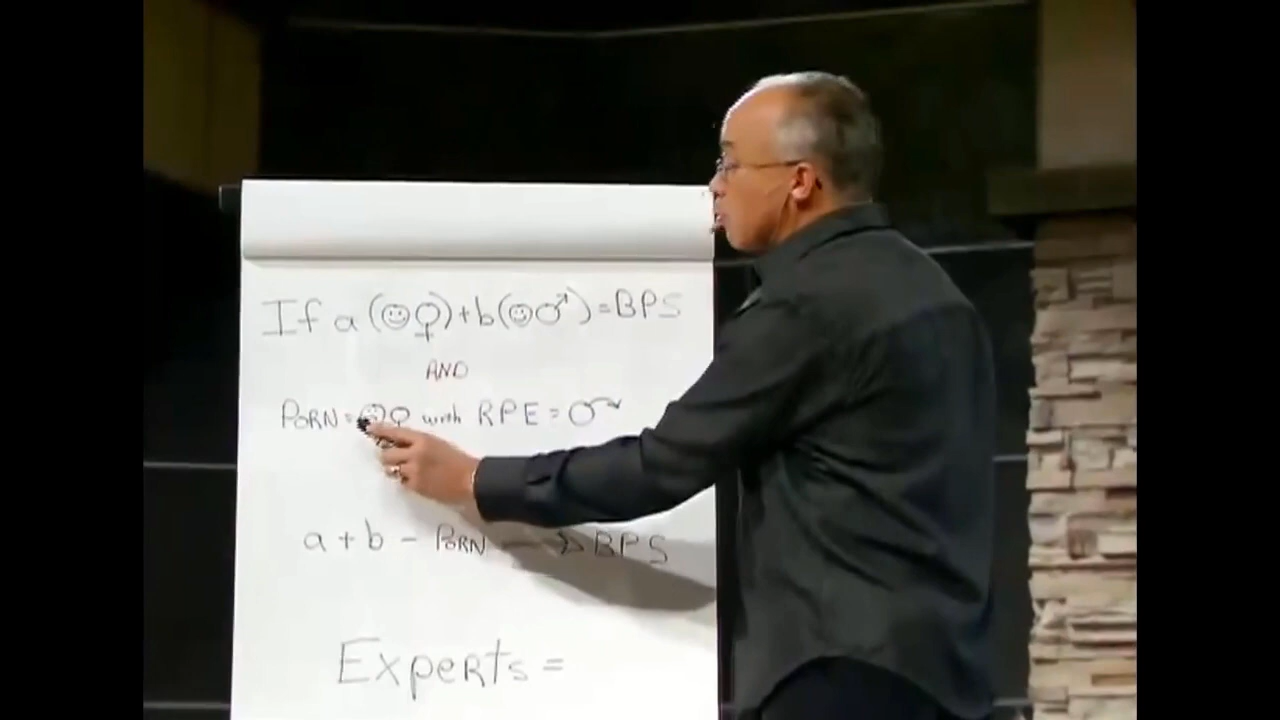 If a (☺♀)+b(☺♂)=BPS
AND
PORN=☺♀ with RPE=♂
a+b-PORN → BPS
Experts=